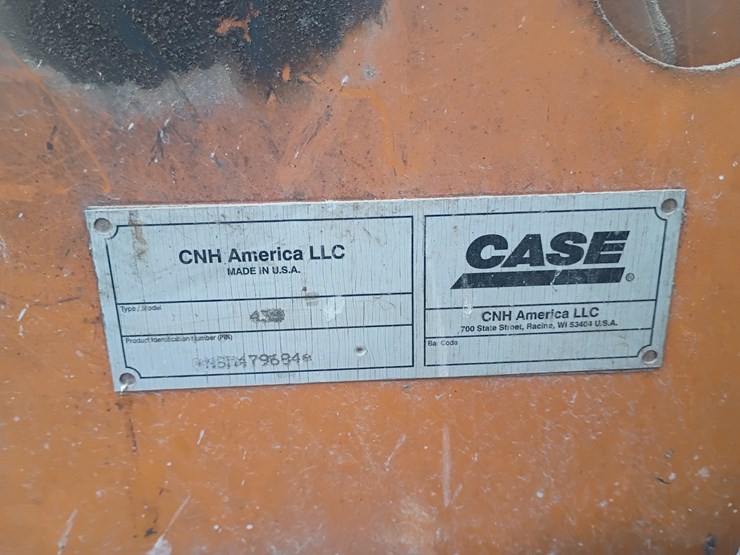 CNH America LLC
MADE IN U.S.A.
Type / Model
Product Identification Number (PIN)
CASE
®
CNH America LLC
700 State Street, Racine, WI 53404 U.S.A.
Bar Code